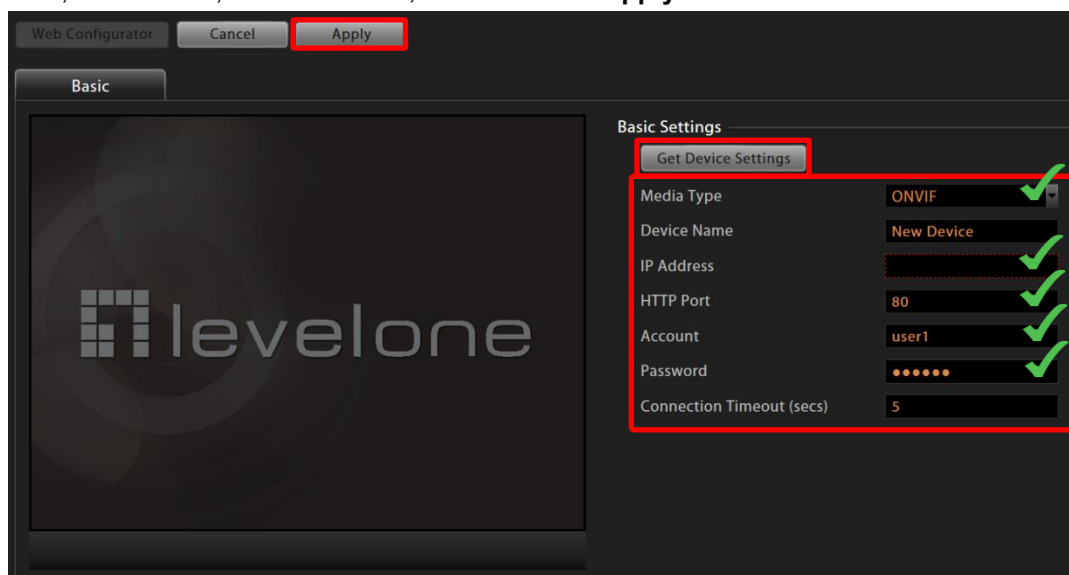 Apply
Web Configurator Cancel Apply
Basic
levelone
Basic Settings
Get Device Settings
Media Type ONVIF
Device Name New Device
IP Address
HTTP Port 80
Account user1
Password ●●●●●●
Connection Timeout (secs) 5